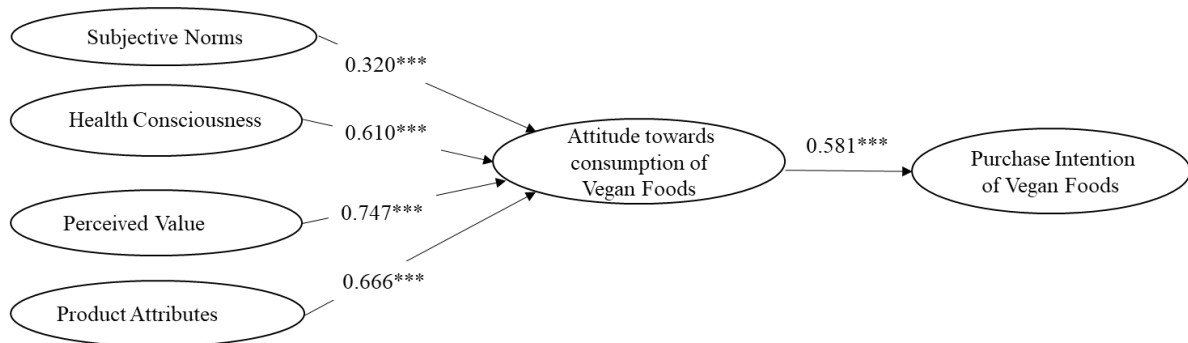 Subjective Norms
0.320***
Health Consciousness
0.610***
Attitude towards
consumption of
Vegan Foods
0.581***
Purchase Intention
of Vegan Foods
Perceived Value
0.747***
0.666***
Product Attributes